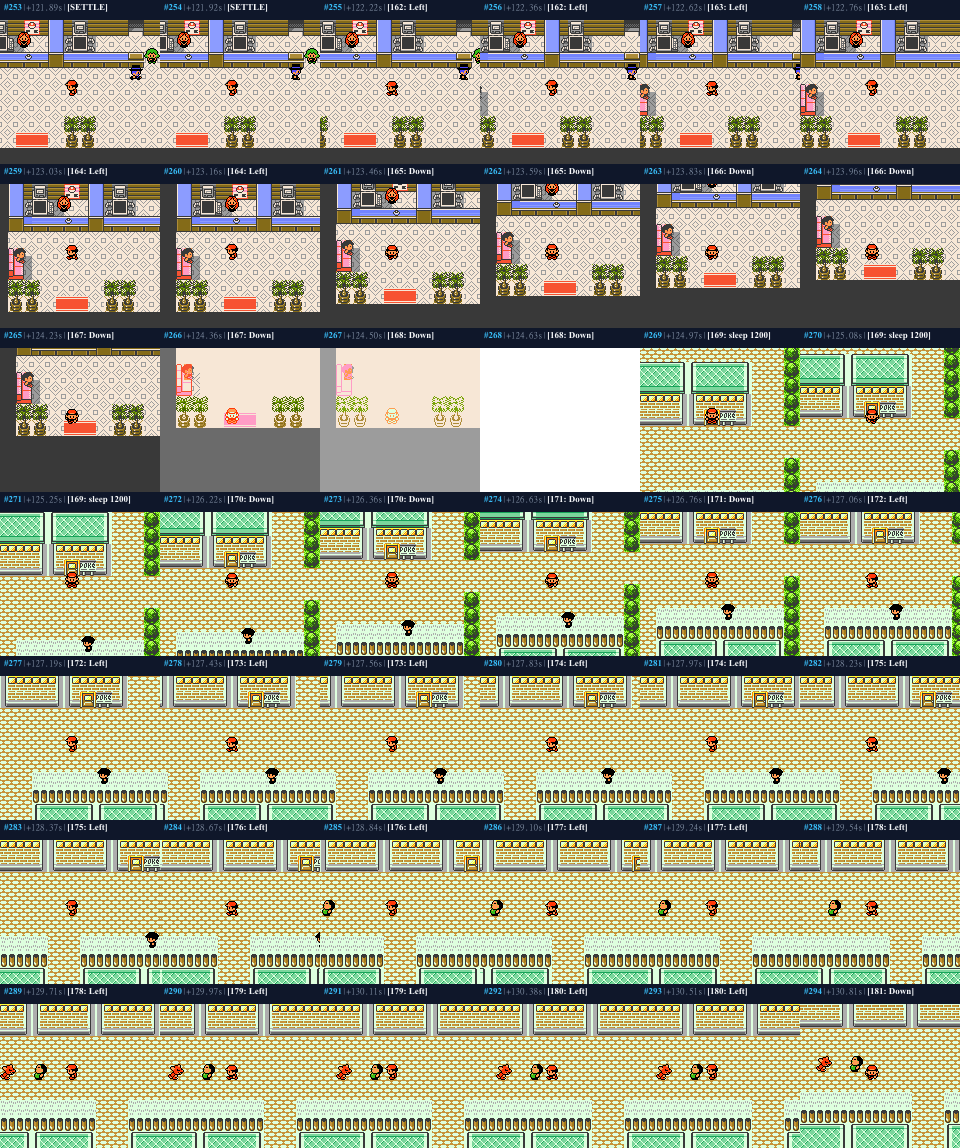 #253|+121.89s|[SETTLE] #254|+121.92s|[SETTLE] #255|+122.22s|[162: Left] #256|+122.36s|[162: Left] #257|+122.62s|[163: Left] #258|+122.76s|[163: Left]
#259|+123.03s|[164: Left] #260|+123.16s|[164: Left] #261|+123.46s|[165: Down] #262|+123.59s|[165: Down] #263|+123.83s|[166: Down] #264|+123.96s|[166: Down]
#265|+124.23s|[167: Down] #266|+124.36s|[167: Down] #267|+124.50s|[168: Down] #268|+124.63s|[168: Down] #269|+124.97s|[169: sleep 1200] #270|+125.08s|[169: sleep 1200]
POKé POKé
#271|+125.25s|[169: sleep 1200] #272|+126.22s|[170: Down] #273|+126.36s|[170: Down] #274|+126.63s|[171: Down] #275|+126.76s|[171: Down] #276|+127.06s|[172: Left]
POKé POKé POKé POKé POKé POKé
#277|+127.19s|[172: Left] #278|+127.43s|[173: Left] #279|+127.56s|[173: Left] #280|+127.83s|[174: Left] #281|+127.97s|[174: Left] #282|+128.23s|[175: Left]
POKé POKé POKé POKé POKé POKé
#283|+128.37s|[175: Left] #284|+128.67s|[176: Left] #285|+128.84s|[176: Left] #286|+129.10s|[177: Left] #287|+129.24s|[177: Left] #288|+129.54s|[178: Left]
POKé
#289|+129.71s|[178: Left] #290|+129.97s|[179: Left] #291|+130.11s|[179: Left] #292|+130.38s|[180: Left] #293|+130.51s|[180: Left] #294|+130.81s|[181: Down]